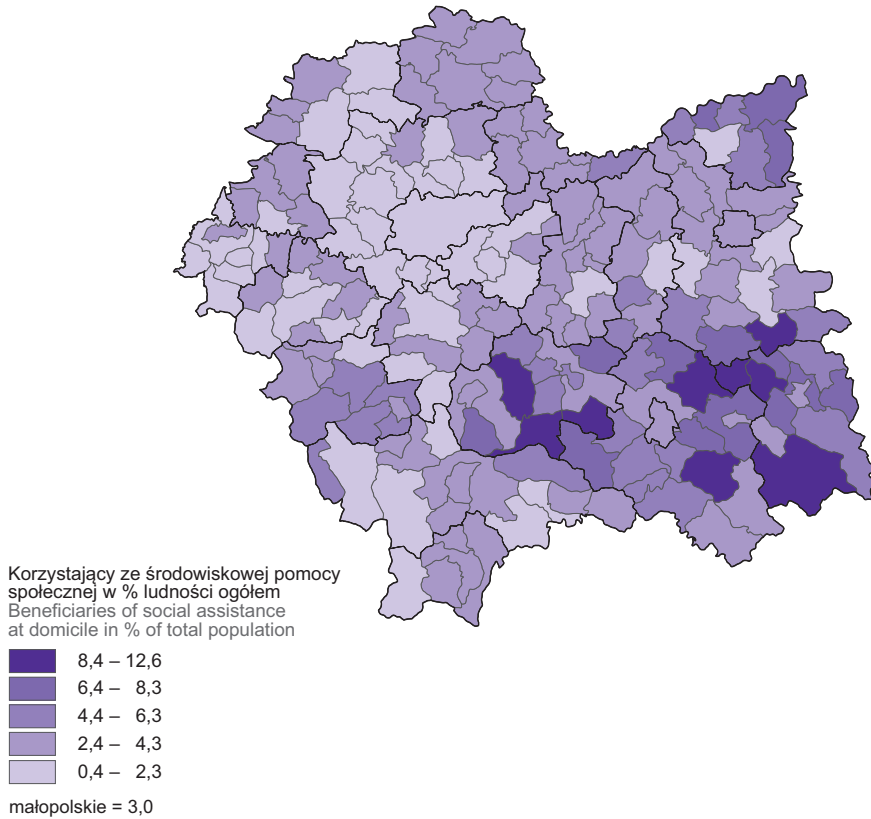 Korzystający ze środowiskowej pomocy
społecznej w % ludności ogółem
Beneficiaries of social assistance
at domicile in % of total population
8,4 – 12,6
6,4 – 8,3
4,4 – 6,3
2,4 – 4,3
0,4 – 2,3
małopolskie = 3,0